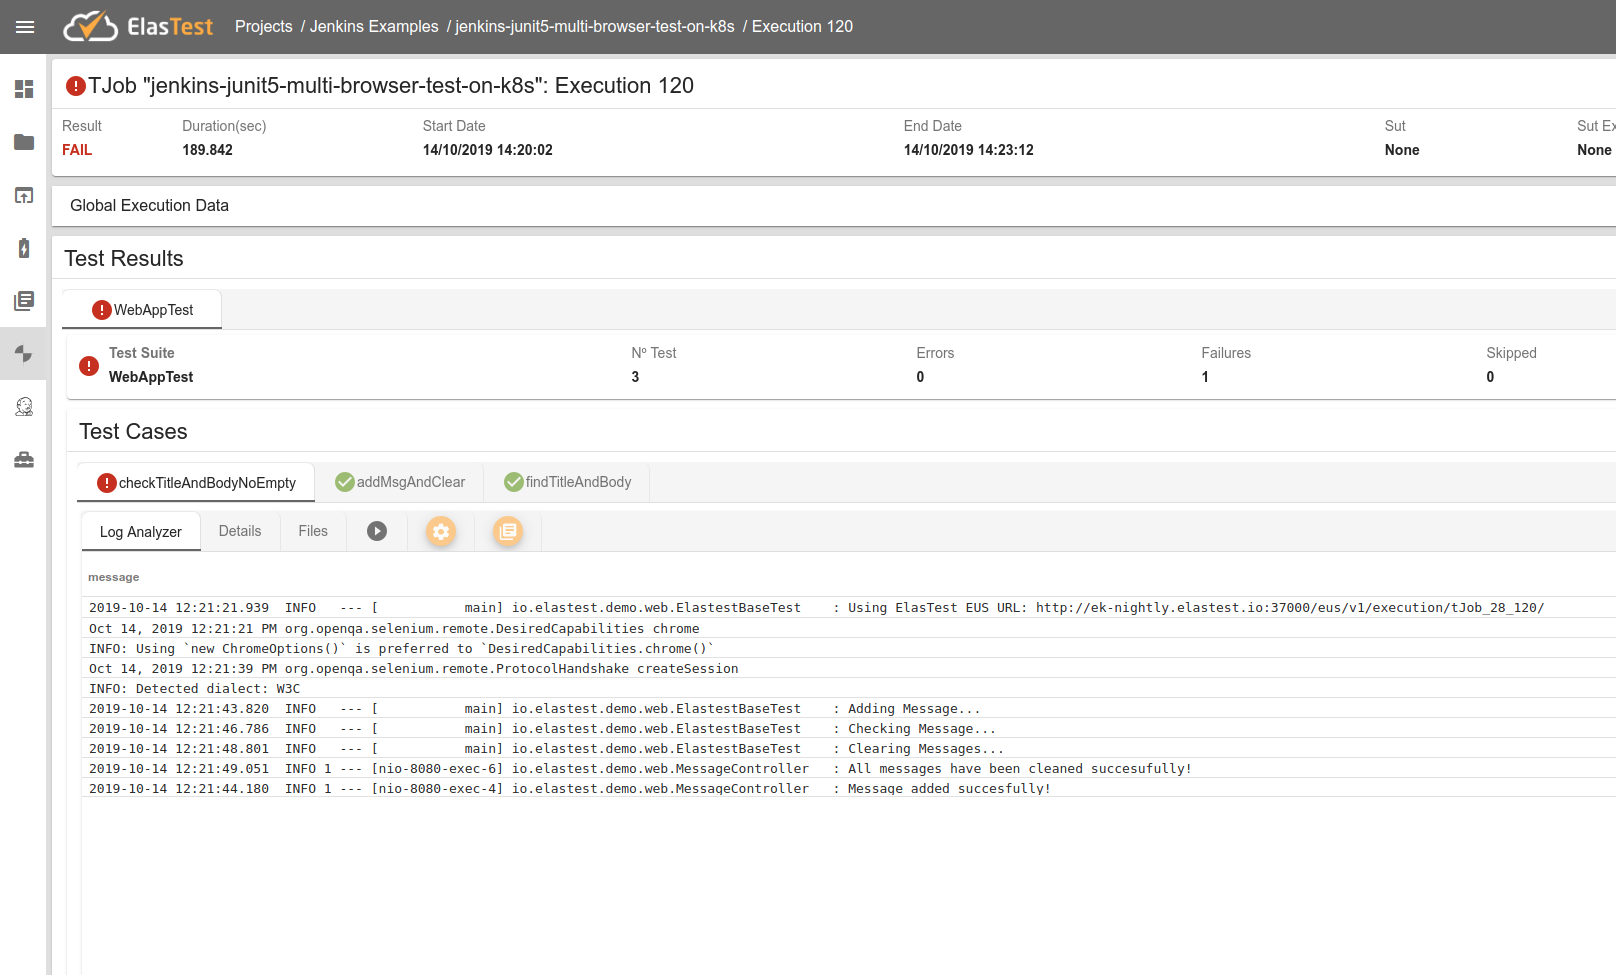 ElasTest Projects / Jenkins Examples / jenkins-junit5-multi-browser-test-on-k8s / Execution 120
TJob "jenkins-junit5-multi-browser-test-on-k8s": Execution 120
Result Duration(sec) Start Date End Date Sut Sut Ex
FAIL 189.842 14/10/2019 14:20:02 14/10/2019 14:23:12 None None
Global Execution Data
Test Results
WebAppTest
Test Suite Nº Test Errors Failures Skipped
WebAppTest 3 0 1 0
Test Cases
checkTitleAndBodyNoEmpty addMsgAndClear findTitleAndBody
Log Analyzer Details Files
message
2019-10-14 12:21:21.939  INFO   --- [           main] io.elastest.demo.web.ElastestBaseTest    : Using ElasTest EUS URL: http://ek-nightly.elastest.io:37000/eus/v1/execution/tJob_28_120/
Oct 14, 2019 12:21:21 PM org.openqa.selenium.remote.DesiredCapabilities chrome
INFO: Using `new ChromeOptions()` is preferred to `DesiredCapabilities.chrome()`
Oct 14, 2019 12:21:39 PM org.openqa.selenium.remote.ProtocolHandshake createSession
INFO: Detected dialect: W3C
2019-10-14 12:21:43.820  INFO   --- [           main] io.elastest.demo.web.ElastestBaseTest    : Adding Message...
2019-10-14 12:21:46.786  INFO   --- [           main] io.elastest.demo.web.ElastestBaseTest    : Checking Message...
2019-10-14 12:21:48.801  INFO   --- [           main] io.elastest.demo.web.ElastestBaseTest    : Clearing Messages...
2019-10-14 12:21:49.051  INFO 1 --- [nio-8080-exec-6] io.elastest.demo.web.MessageController   : All messages have been cleaned succesufully!
2019-10-14 12:21:44.180  INFO 1 --- [nio-8080-exec-4] io.elastest.demo.web.MessageController   : Message added succesfully!